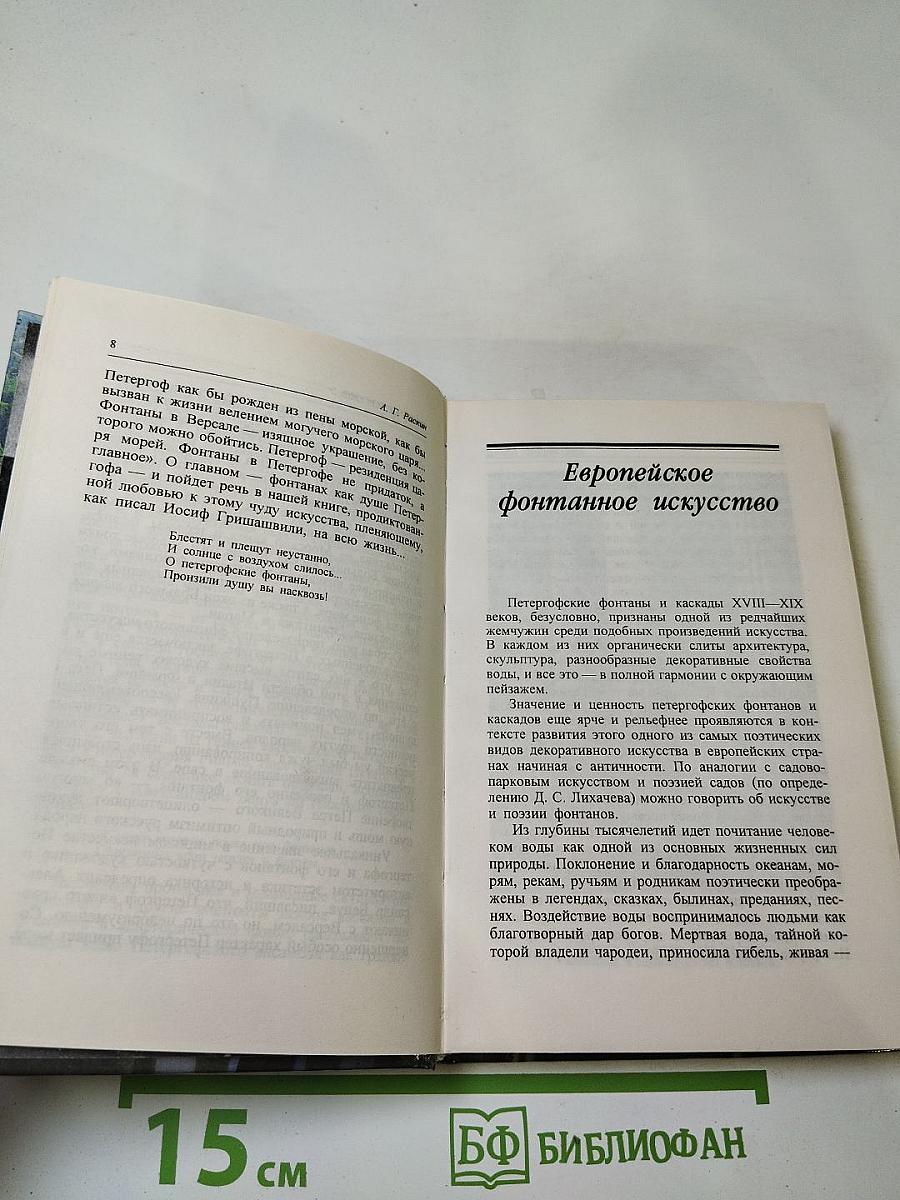 8
А. Г. Раскин
Петергоф как бы рожден из пены морской, как бы
вызван к жизни велением могучего морского царя...
Фонтаны в Версале — изящное украшение, без ко-
торого можно обойтись. Петергоф — резиденция ца-
ря морей. Фонтаны в Петергофе не придаток, а
главное». О главном — фонтанах как душе Петер-
гофа — и пойдет речь в нашей книге, продиктован-
ной любовью к этому чуду искусства, пленяющему,
как писал Иосиф Гришашвили, на всю жизнь...
Блестят и плещут неустанно,
И солнце с воздухом слилось...
О петергофские фонтаны,
Пронзили душу вы насквозь!
Европейское
фонтанное искусство
Петергофские фонтаны и каскады XVIII—XIX
веков, безусловно, признаны одной из редчайших
жемчужин среди подобных произведений искусства.
В каждом из них органически слиты архитектура,
скульптура, разнообразные декоративные свойства
воды, и все это — в полной гармонии с окружающим
пейзажем.
Значение и ценность петергофских фонтанов и
каскадов еще ярче и рельефнее проявляются в кон-
тексте развития этого одного из самых поэтических
видов декоративного искусства в европейских стра-
нах начиная с античности. По аналогии с садово-
парковым искусством и поэзией садов (по опреде-
лению Д. С. Лихачева) можно говорить об искусстве
и поэзии фонтанов.
Из глубины тысячелетий идет почитание челове-
ком воды как одной из основных жизненных сил
природы. Поклонение и благодарность океанам, мо-
рям, рекам, ручьям и родникам поэтически преобра-
жены в легендах, сказках, былинах, преданиях, пес-
нях. Воздействие воды воспринималось людьми как
благотворный дар богов. Мертвая вода, тайной ко-
торой владели чародеи, приносила гибель, живая —
15 см
БФ БИБЛИОФАН